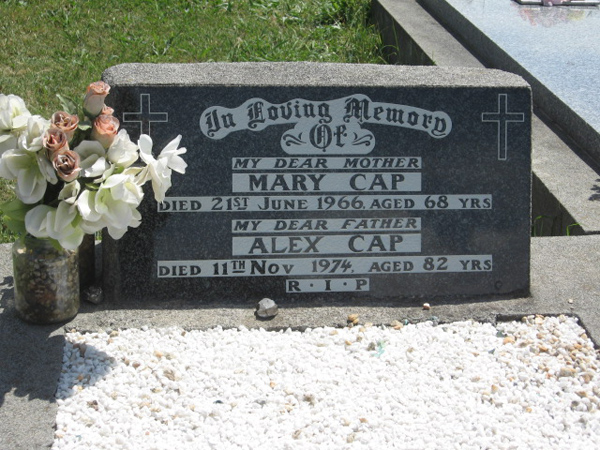 In Loving Memory
Of
MY DEAR MOTHER
MARY CAP
DIED 21ST JUNE 1966, AGED 68 YRS
MY DEAR FATHER
ALEX CAP
DIED 11TH NOV 1974, AGED 82 YRS
R·I·P